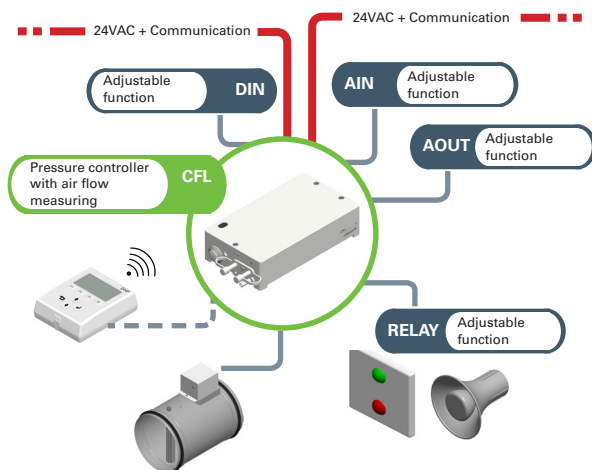 24VAC + Communication
24VAC + Communication
Adjustable
function
DIN
AIN
Adjustable
function
AOUT
Adjustable
function
Pressure controller
with air flow
measuring
CFL
RELAY
Adjustable
function